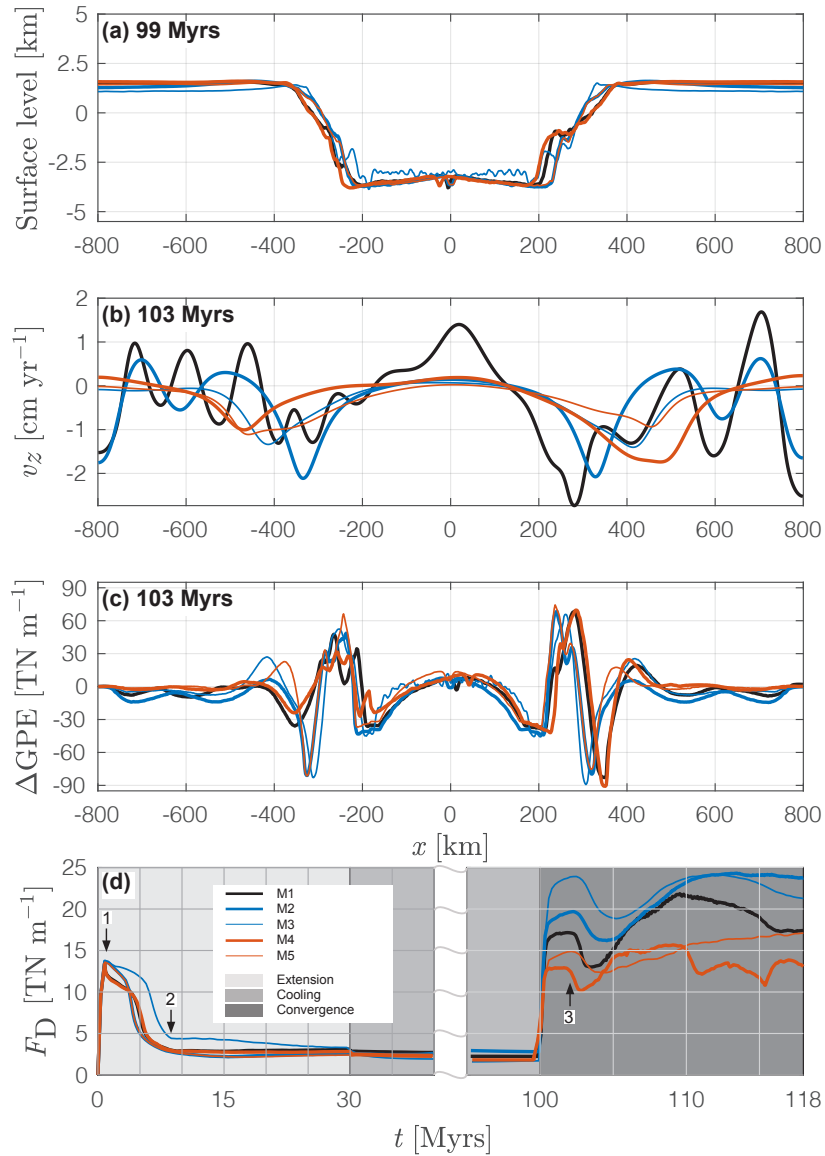 (a) 99 Myrs
Surface level [km]
5
2.5
0
-2.5
-5
-800 -600 -400 -200 0 200 400 600 800
(b) 103 Myrs
v_z [cm yr⁻¹]
2
1
0
-1
-2
-800 -600 -400 -200 0 200 400 600 800
(c) 103 Myrs
ΔGPE [TN m⁻¹]
90
60
30
0
-30
-60
-90
-800 -600 -400 -200 0 200 400 600 800
x [km]
(d)
F_D [TN m⁻¹]
25
20
15
10
5
0
1
2
3
M1
M2
M3
M4
M5
Extension
Cooling
Convergence
0 15 30 100 110 118
t [Myrs]